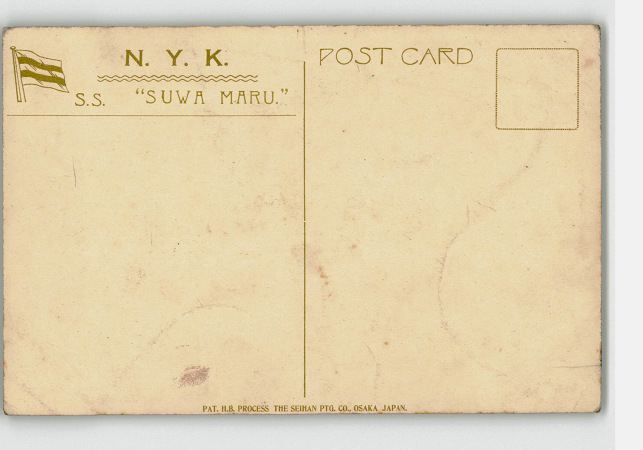 N. Y. K.
S.S. "SUWA MARU."
POST CARD
PAT. H.B. PROCESS THE SEIHAN PTG. CO., OSAKA JAPAN.